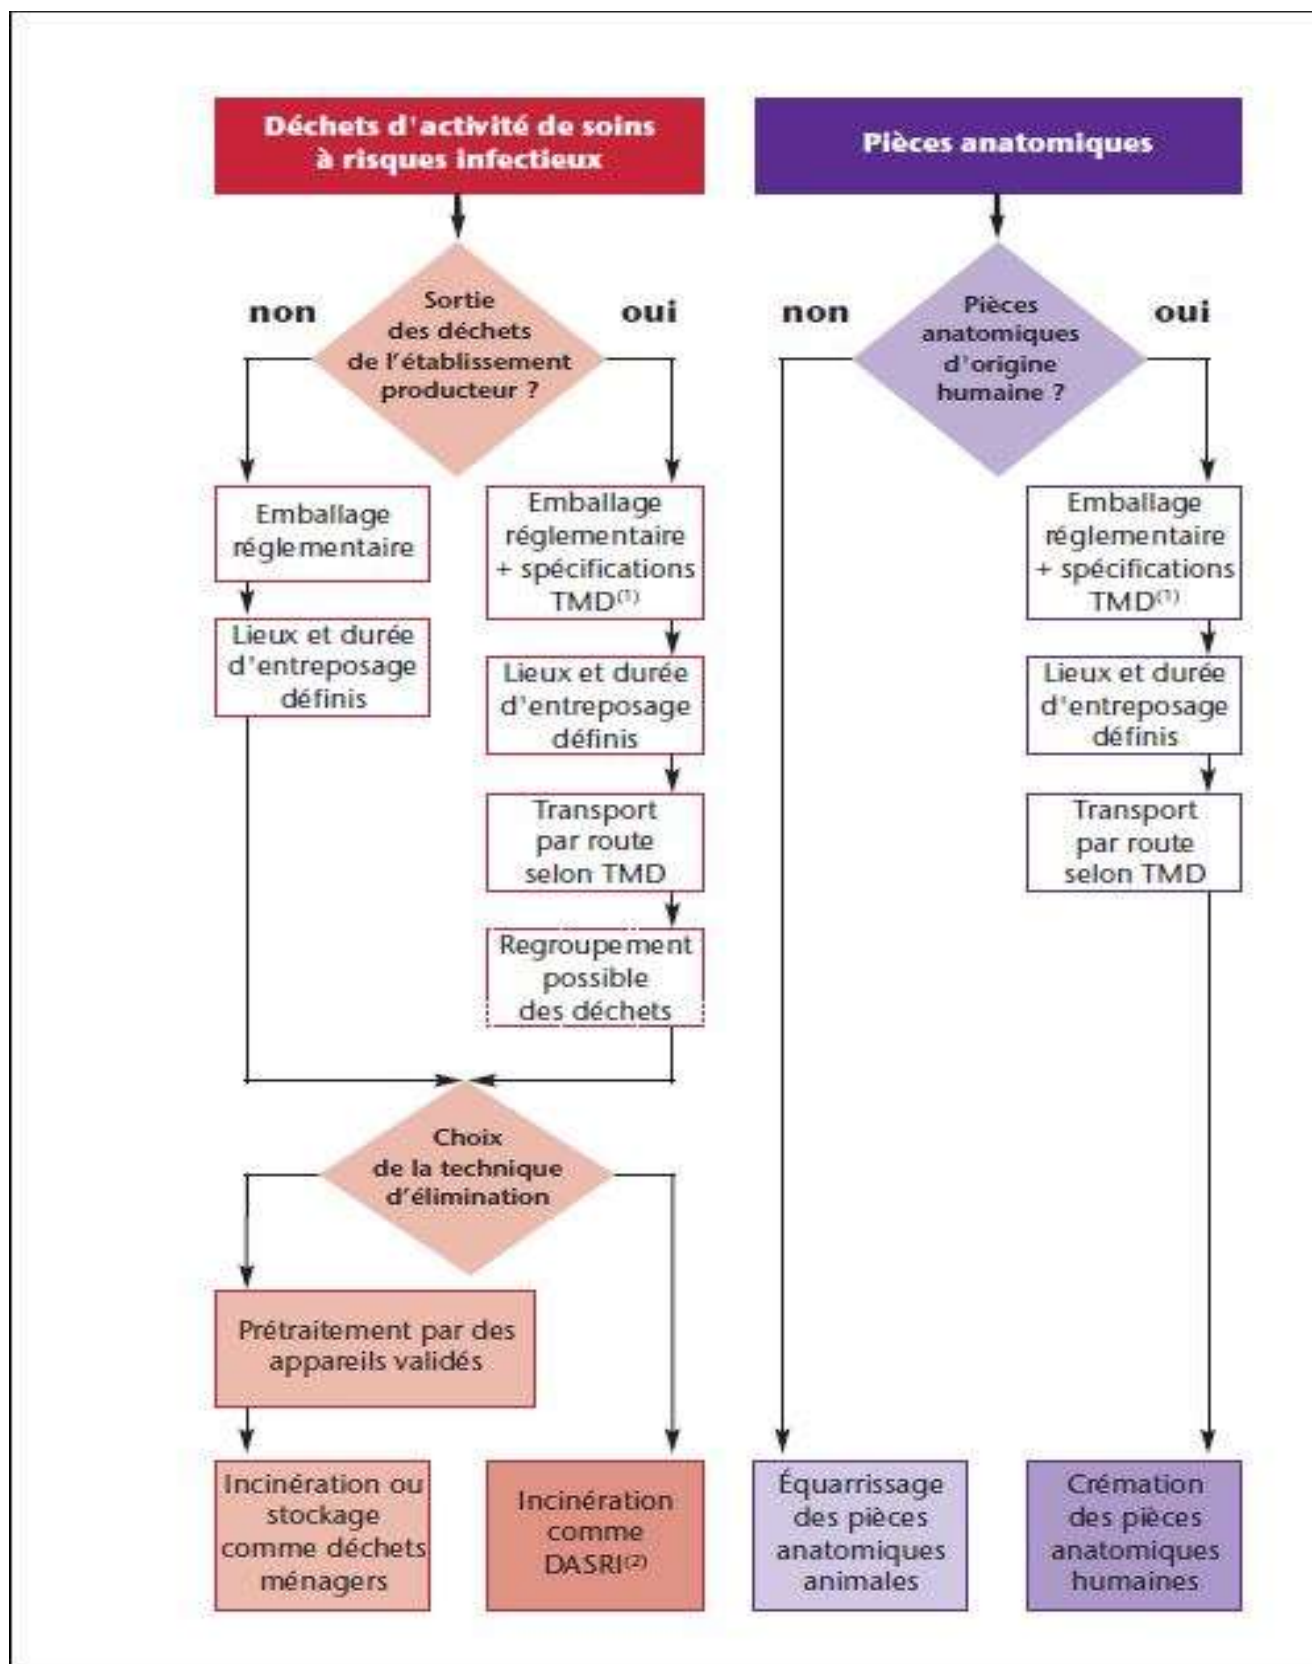 Déchets d'activité de soins
à risques infectieux
Pièces anatomiques
non
Sortie
des déchets
de l'établissement
producteur ?
oui
non
Pièces
anatomiques
d'origine
humaine ?
oui
Emballage
réglementaire
Lieux et durée
d'entreposage
définis
Emballage
réglementaire
+ spécifications
TMD(1)
Lieux et durée
d'entreposage
définis
Transport
par route
selon TMD
Regroupement
possible
des déchets
Emballage
réglementaire
+ spécifications
TMD(1)
Lieux et durée
d'entreposage
définis
Transport
par route
selon TMD
Choix
de la technique
d'élimination
Prétraitement par des
appareils validés
Incinération ou
stockage
comme déchets
ménagers
Incinération
comme
DASRI(2)
Équarrissage
des pièces
anatomiques
animales
Crémation
des pièces
anatomiques
humaines